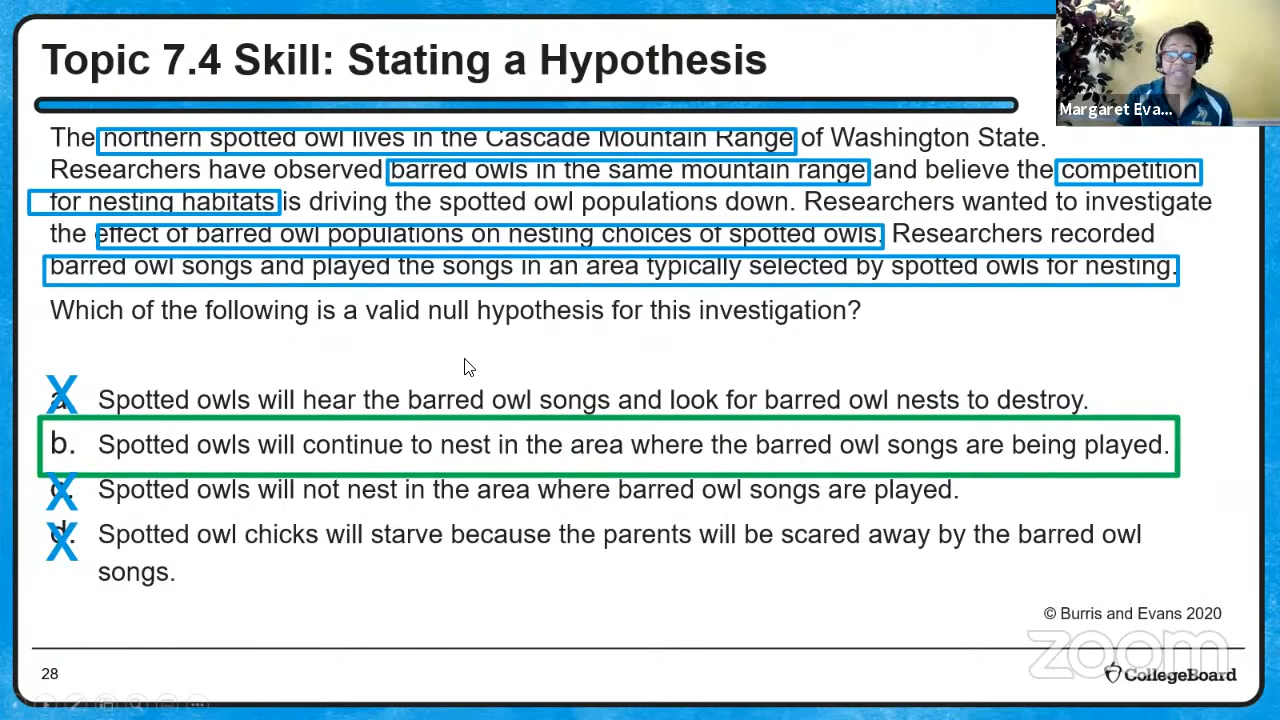 Topic 7.4 Skill: Stating a Hypothesis
Margaret Eva...
The northern spotted owl lives in the Cascade Mountain Range of Washington State.
Researchers have observed barred owls in the same mountain range and believe the competition
for nesting habitats is driving the spotted owl populations down. Researchers wanted to investigate
the effect of barred owl populations on nesting choices of spotted owls. Researchers recorded
barred owl songs and played the songs in an area typically selected by spotted owls for nesting.
Which of the following is a valid null hypothesis for this investigation?
X a. Spotted owls will hear the barred owl songs and look for barred owl nests to destroy.
b. Spotted owls will continue to nest in the area where the barred owl songs are being played.
X c. Spotted owls will not nest in the area where barred owl songs are played.
X d. Spotted owl chicks will starve because the parents will be scared away by the barred owl
songs.
© Burris and Evans 2020
zoom
28
CollegeBoard